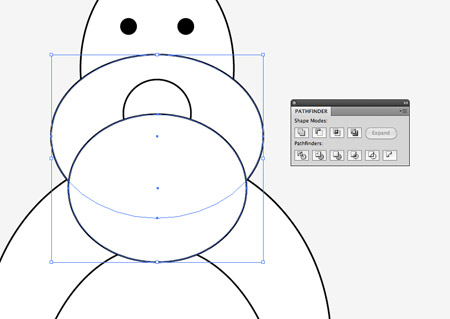 PATHFINDER
Shape Modes:
Expand
Pathfinders: